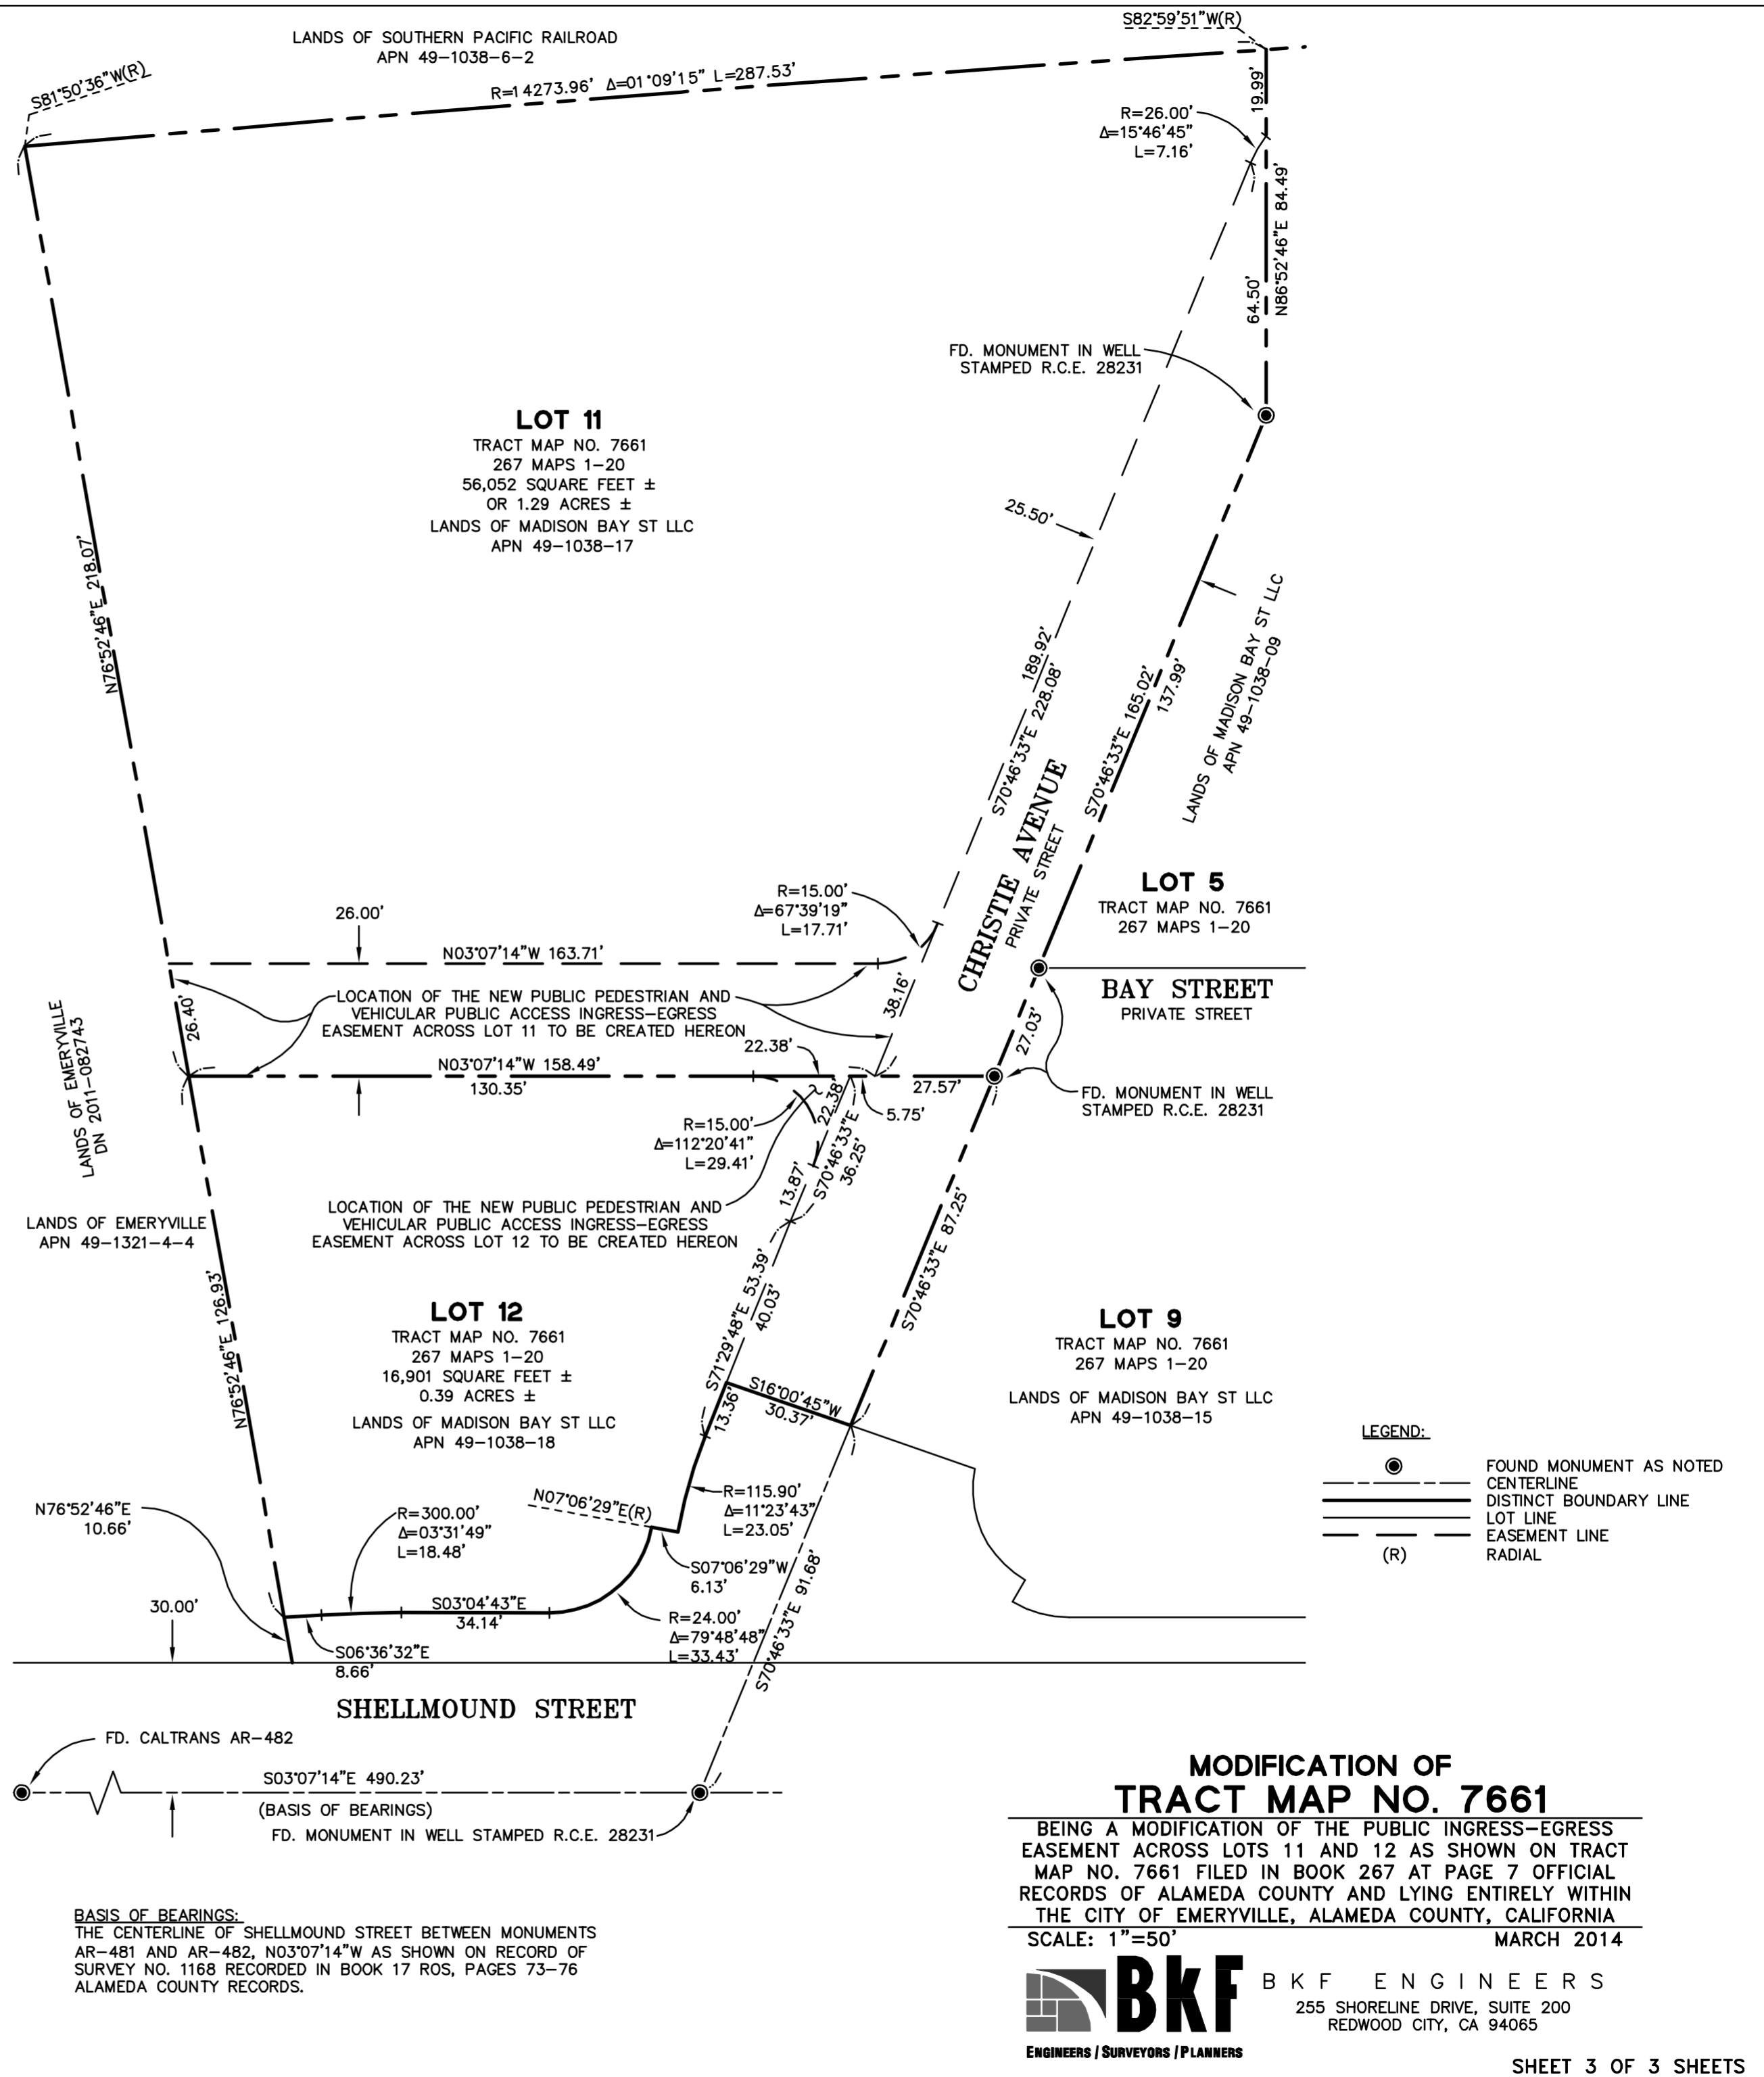 S82°59'51"W(R)
LANDS OF SOUTHERN PACIFIC RAILROAD
APN 49-1038-6-2
S81°50'36"W(R)
R=14273.96' Δ=01°09'15" L=287.53'
19.99'
R=26.00'
Δ=15°46'45"
L=7.16'
N86°52'46"E 84.49'
64.50'
FD. MONUMENT IN WELL
STAMPED R.C.E. 28231
LOT 11
TRACT MAP NO. 7661
267 MAPS 1-20
56,052 SQUARE FEET ±
OR 1.29 ACRES ±
LANDS OF MADISON BAY ST LLC
APN 49-1038-17
25.50'
N76°52'46"E 218.07'
LANDS OF MADISON BAY ST LLC
APN 49-1038-09
189.92'
S70°46'33"E 228.08'
S70°46'33"E 165.02'
137.99'
CHRISTIE AVENUE
PRIVATE STREET
LOT 5
TRACT MAP NO. 7661
267 MAPS 1-20
R=15.00'
Δ=67°39'19"
L=17.71'
26.00'
N03°07'14"W 163.71'
BAY STREET
PRIVATE STREET
26.40'
LOCATION OF THE NEW PUBLIC PEDESTRIAN AND
VEHICULAR PUBLIC ACCESS INGRESS-EGRESS
EASEMENT ACROSS LOT 11 TO BE CREATED HEREON
38.16'
27.03'
LANDS OF EMERYVILLE
DN 2011-082743
22.38'
N03°07'14"W 158.49'
130.35'
27.57'
5.75'
FD. MONUMENT IN WELL
STAMPED R.C.E. 28231
R=15.00'
Δ=112°20'41"
L=29.41'
22.38'
S70°46'33"E
36.25'
13.87'
LOCATION OF THE NEW PUBLIC PEDESTRIAN AND
VEHICULAR PUBLIC ACCESS INGRESS-EGRESS
EASEMENT ACROSS LOT 12 TO BE CREATED HEREON
LANDS OF EMERYVILLE
APN 49-1321-4-4
N76°52'46"E 126.93'
S71°29'48"E 53.39'
40.03'
S70°46'33"E 87.25'
LOT 12
TRACT MAP NO. 7661
267 MAPS 1-20
16,901 SQUARE FEET ±
0.39 ACRES ±
LANDS OF MADISON BAY ST LLC
APN 49-1038-18
LOT 9
TRACT MAP NO. 7661
267 MAPS 1-20
LANDS OF MADISON BAY ST LLC
APN 49-1038-15
S16°00'45"W
30.37'
13.36'
LEGEND:
FOUND MONUMENT AS NOTED
CENTERLINE
DISTINCT BOUNDARY LINE
LOT LINE
EASEMENT LINE
(R) RADIAL
N76°52'46"E
10.66'
R=300.00'
Δ=03°31'49"
L=18.48'
N07°06'29"E(R)
R=115.90'
Δ=11°23'43"
L=23.05'
S07°06'29"W
6.13'
30.00'
S03°04'43"E
34.14'
R=24.00'
Δ=79°48'48"
L=33.43'
S70°46'33"E 91.68'
S06°36'32"E
8.66'
SHELLMOUND STREET
FD. CALTRANS AR-482
S03°07'14"E 490.23'
(BASIS OF BEARINGS)
FD. MONUMENT IN WELL STAMPED R.C.E. 28231
BASIS OF BEARINGS:
THE CENTERLINE OF SHELLMOUND STREET BETWEEN MONUMENTS
AR-481 AND AR-482, N03°07'14"W AS SHOWN ON RECORD OF
SURVEY NO. 1168 RECORDED IN BOOK 17 ROS, PAGES 73-76
ALAMEDA COUNTY RECORDS.
MODIFICATION OF
TRACT MAP NO. 7661
BEING A MODIFICATION OF THE PUBLIC INGRESS-EGRESS
EASEMENT ACROSS LOTS 11 AND 12 AS SHOWN ON TRACT
MAP NO. 7661 FILED IN BOOK 267 AT PAGE 7 OFFICIAL
RECORDS OF ALAMEDA COUNTY AND LYING ENTIRELY WITHIN
THE CITY OF EMERYVILLE, ALAMEDA COUNTY, CALIFORNIA
SCALE: 1"=50' MARCH 2014
BKF
ENGINEERS / SURVEYORS / PLANNERS
BKF ENGINEERS
255 SHORELINE DRIVE, SUITE 200
REDWOOD CITY, CA 94065
SHEET 3 OF 3 SHEETS